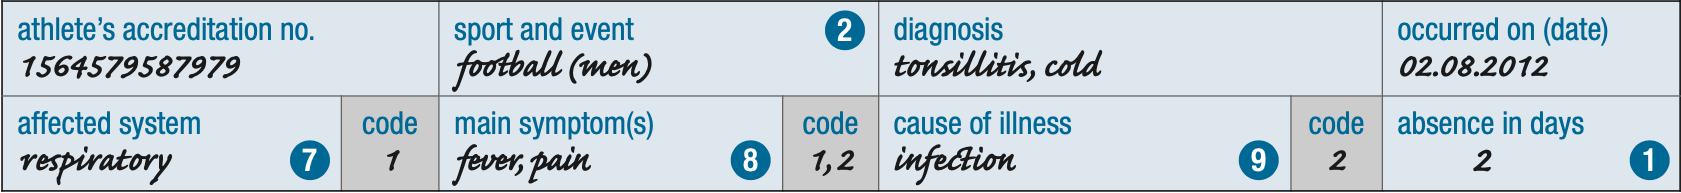 athlete's accreditation no.
1564579587979
sport and event 2
football (men)
diagnosis
tonsillitis, cold
occurred on (date)
02.08.2012
affected system
respiratory 7
code
1
main symptom(s)
fever, pain 8
code
1, 2
cause of illness
infection 9
code
2
absence in days
2 1